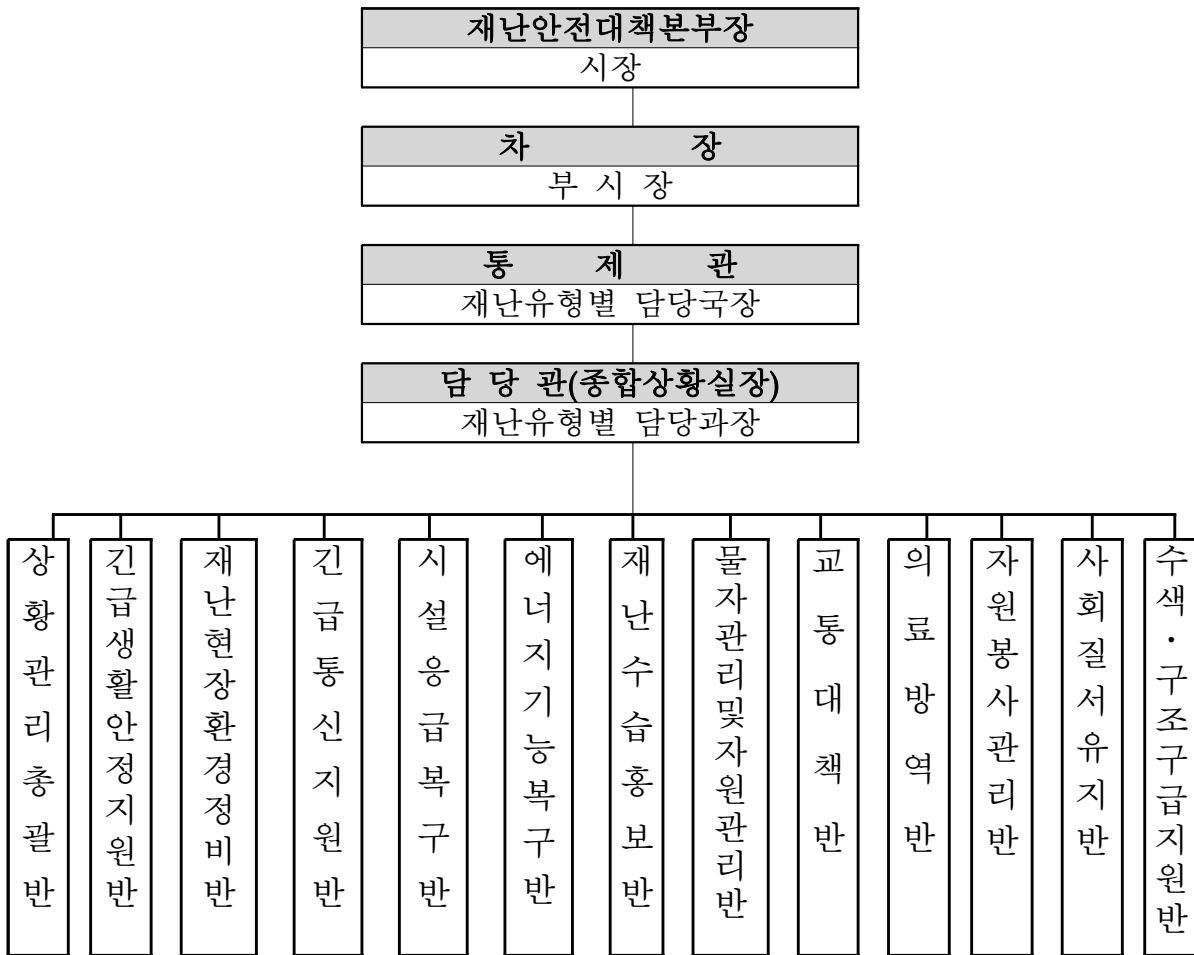 재난안전대책본부장
시장
차 장
부 시 장
통 제 관
재난유형별 담당국장
담 당 관(종합상황실장)
재난유형별 담당과장
상황관리총괄반
긴급생활안정지원반
재난현장환경정비반
긴급통신지원반
시설응급복구반
에너지기능복구반
재난수습홍보반
물자관리및자원관리반
교통대책반
의료방역반
자원봉사관리반
사회질서유지반
수색·구조구급지원반